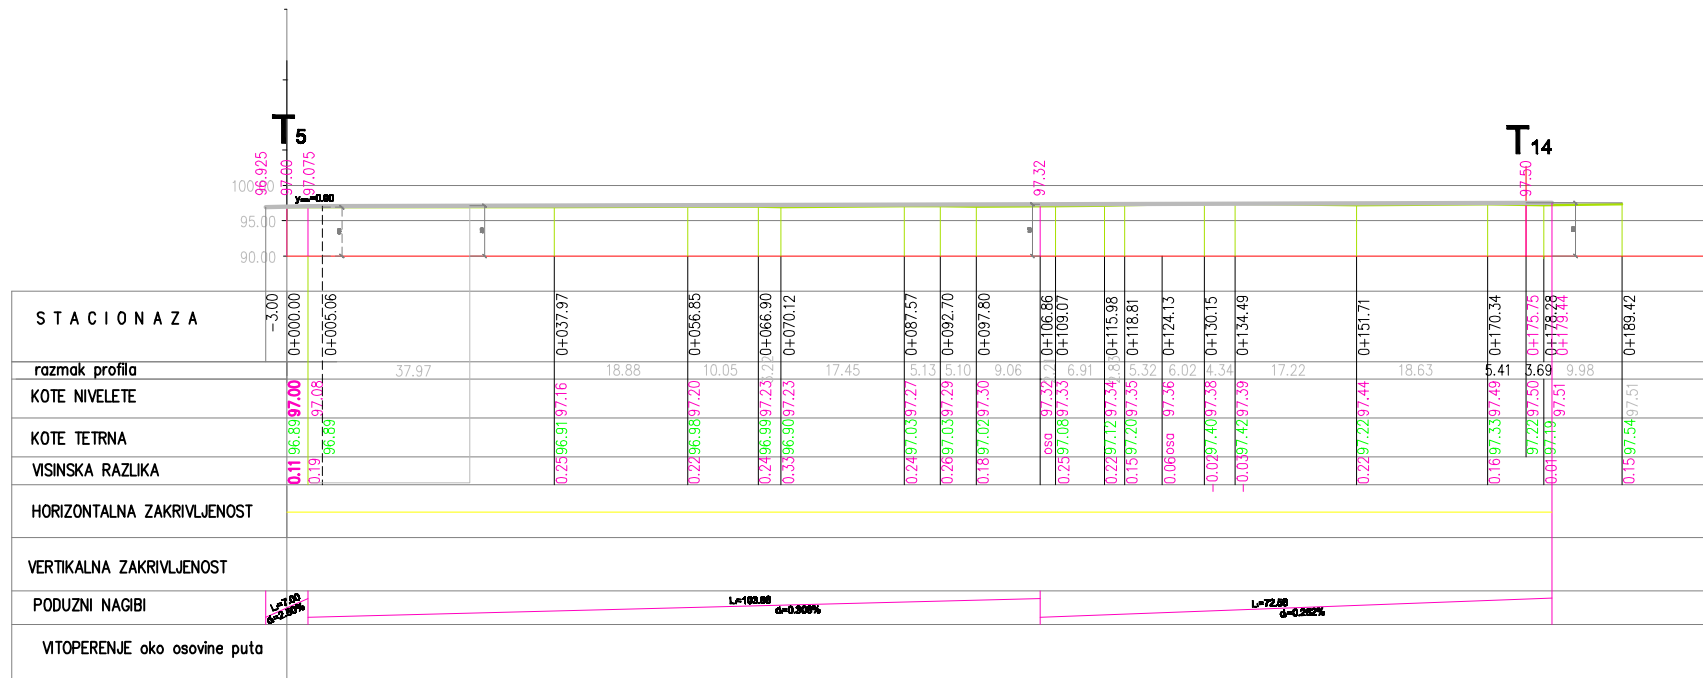 T5
T14
96.925
97.00
97.075
97.32
97.50
100.00
95.00
90.00
STACIONAZA
-3.00
0+000.00
0+005.06
0+037.97
0+056.85
0+066.90
0+070.12
0+087.57
0+092.70
0+097.80
0+106.86
0+109.07
0+115.98
0+118.81
0+124.13
0+130.15
0+134.49
0+151.71
0+170.34
0+175.75
0+178.28
0+179.44
0+189.42
razmak profila
37.97 18.88 10.05 3.22 17.45 5.13 5.10 9.06 2.21 6.91 2.83 5.32 6.02 4.34 17.22 18.63 5.41 3.69 9.98
KOTE NIVELETE
97.00 97.08 97.16 97.20 97.23 97.23 97.27 97.29 97.30 97.32 97.33 97.34 97.35 97.36 97.38 97.39 97.44 97.49 97.50 97.51 97.51
KOTE TETRNA
96.89 96.89 96.91 96.98 96.99 96.90 97.03 97.03 97.02 osa 97.08 97.12 97.20 osa 97.40 97.42 97.22 97.33 97.22 97.19 97.54
VISINSKA RAZLIKA
0.11 0.19 0.25 0.22 0.24 0.33 0.24 0.26 0.18 0.25 0.22 0.15 0.06 -0.02 -0.03 0.22 0.16 0.01 0.15
HORIZONTALNA ZAKRIVLJENOST
VERTIKALNA ZAKRIVLJENOST
PODUZNI NAGIBI
L=7.00
VITOPERENJE oko osovine puta